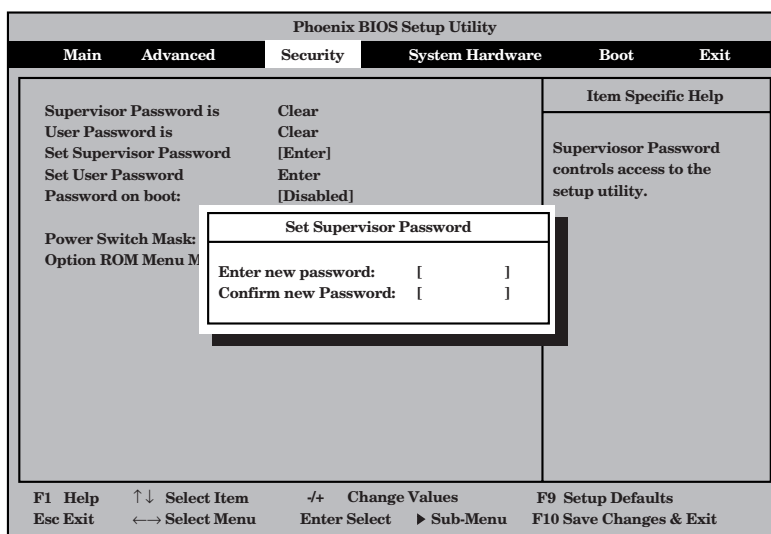 Phoenix BIOS Setup Utility
Main Advanced Security System Hardware Boot Exit
Item Specific Help
Supervisor Password is Clear
User Password is Clear
Set Supervisor Password [Enter]
Set User Password Enter
Password on boot: [Disabled]
Power Switch Mask:
Option ROM Menu M
Superviosor Password
controls access to the
setup utility.
Set Supervisor Password
Enter new password: [ ]
Confirm new Password: [ ]
F1 Help ↑↓ Select Item -/+ Change Values F9 Setup Defaults
Esc Exit ←→ Select Menu Enter Select ▶ Sub-Menu F10 Save Changes & Exit